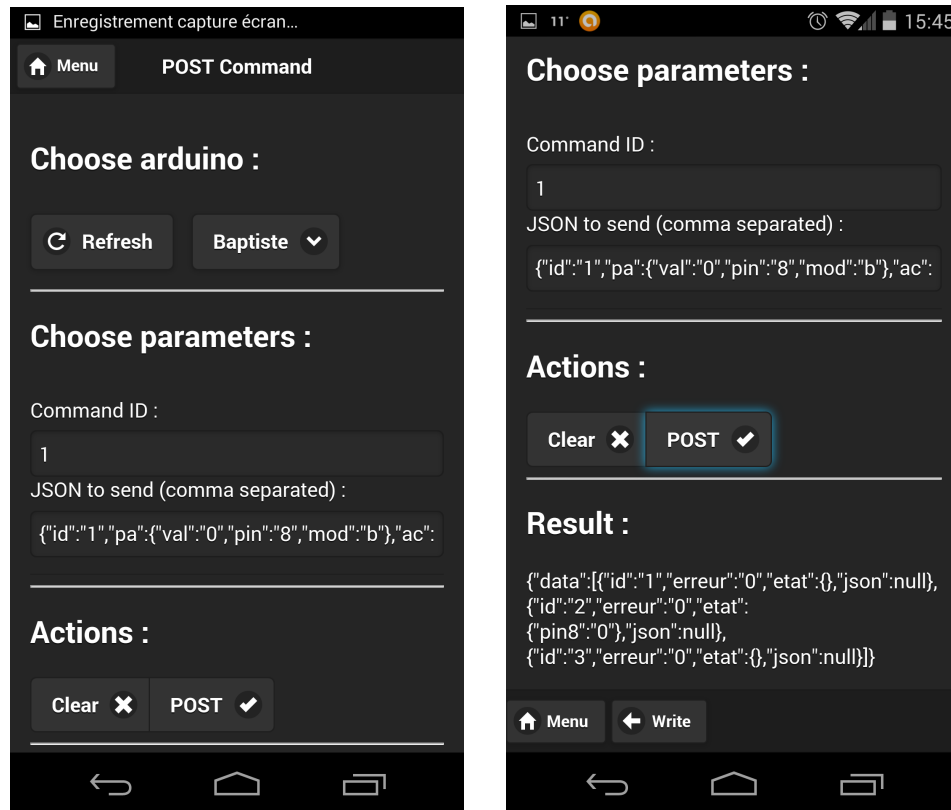 Enregistrement capture écran...
Menu
POST Command
Choose arduino :
Refresh
Baptiste
Choose parameters :
Command ID :
1
JSON to send (comma separated) :
{"id":"1","pa":{"val":"0","pin":"8","mod":"b"},"ac":
Actions :
Clear
POST
11°
15:45
Choose parameters :
Command ID :
1
JSON to send (comma separated) :
{"id":"1","pa":{"val":"0","pin":"8","mod":"b"},"ac":
Actions :
Clear
POST
Result :
{"data":[{"id":"1","erreur":"0","etat":{},"json":null},
{"id":"2","erreur":"0","etat":
{"pin8":"0"},"json":null},
{"id":"3","erreur":"0","etat":{},"json":null}]}
Menu
Write